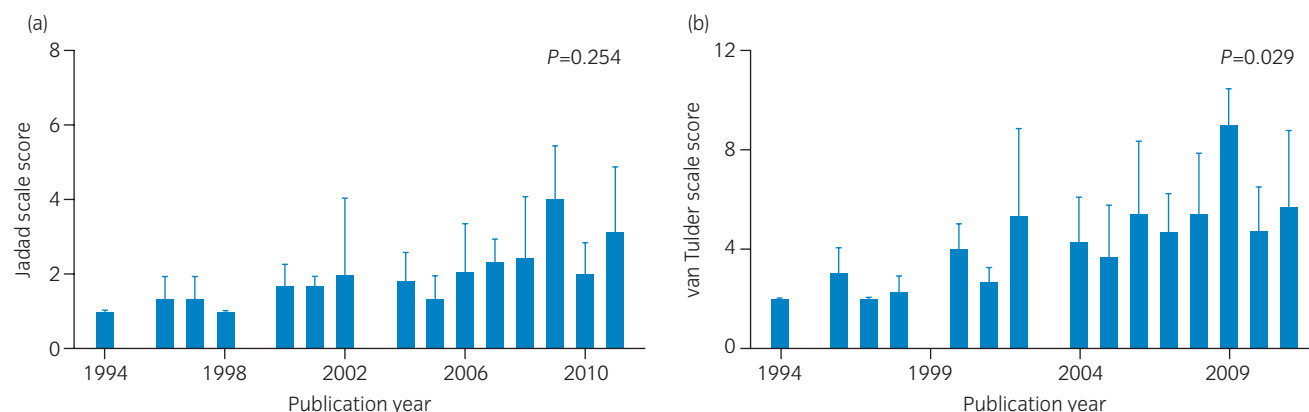 (a)
8
6
4
2
0
Jadad scale score
P=0.254
1994
1998
2002
2006
2010
Publication year
(b)
12
8
4
0
van Tulder scale score
P=0.029
1994
1999
2004
2009
Publication year